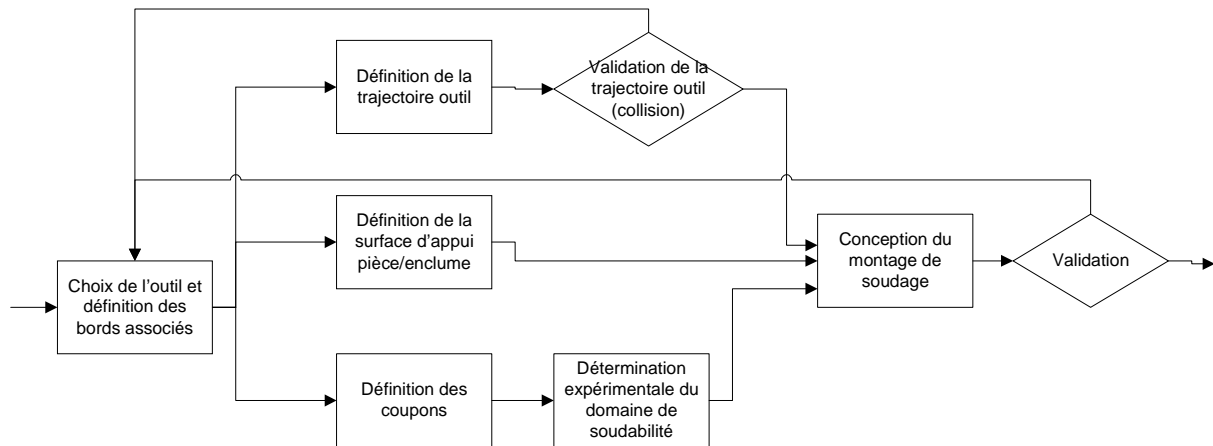 Définition de la
trajectoire outil
Validation de la
trajectoire outil
(collision)
Définition de la
surface d'appui
pièce/enclume
Choix de l'outil et
définition des
bords associés
Conception du
montage de
soudage
Validation
Définition des
coupons
Détermination
expérimentale du
domaine de
soudabilité